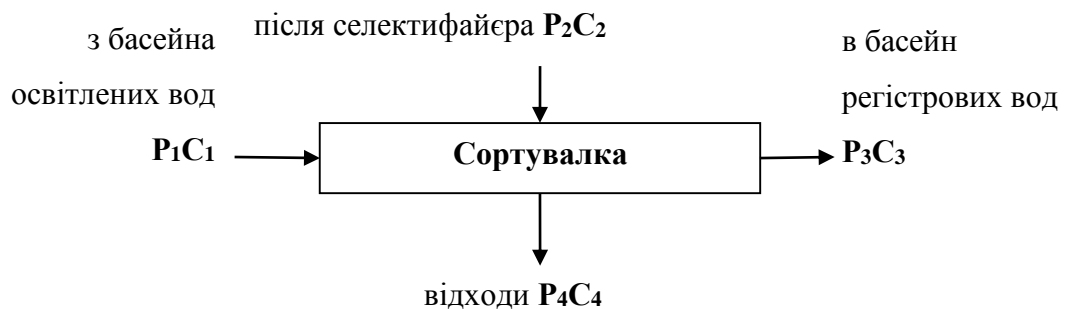 з басейна
освітлених вод
P₁C₁
після селектифайєра P₂C₂
Сортувалка
в басейн
регістрових вод
P₃C₃
відходи P₄C₄